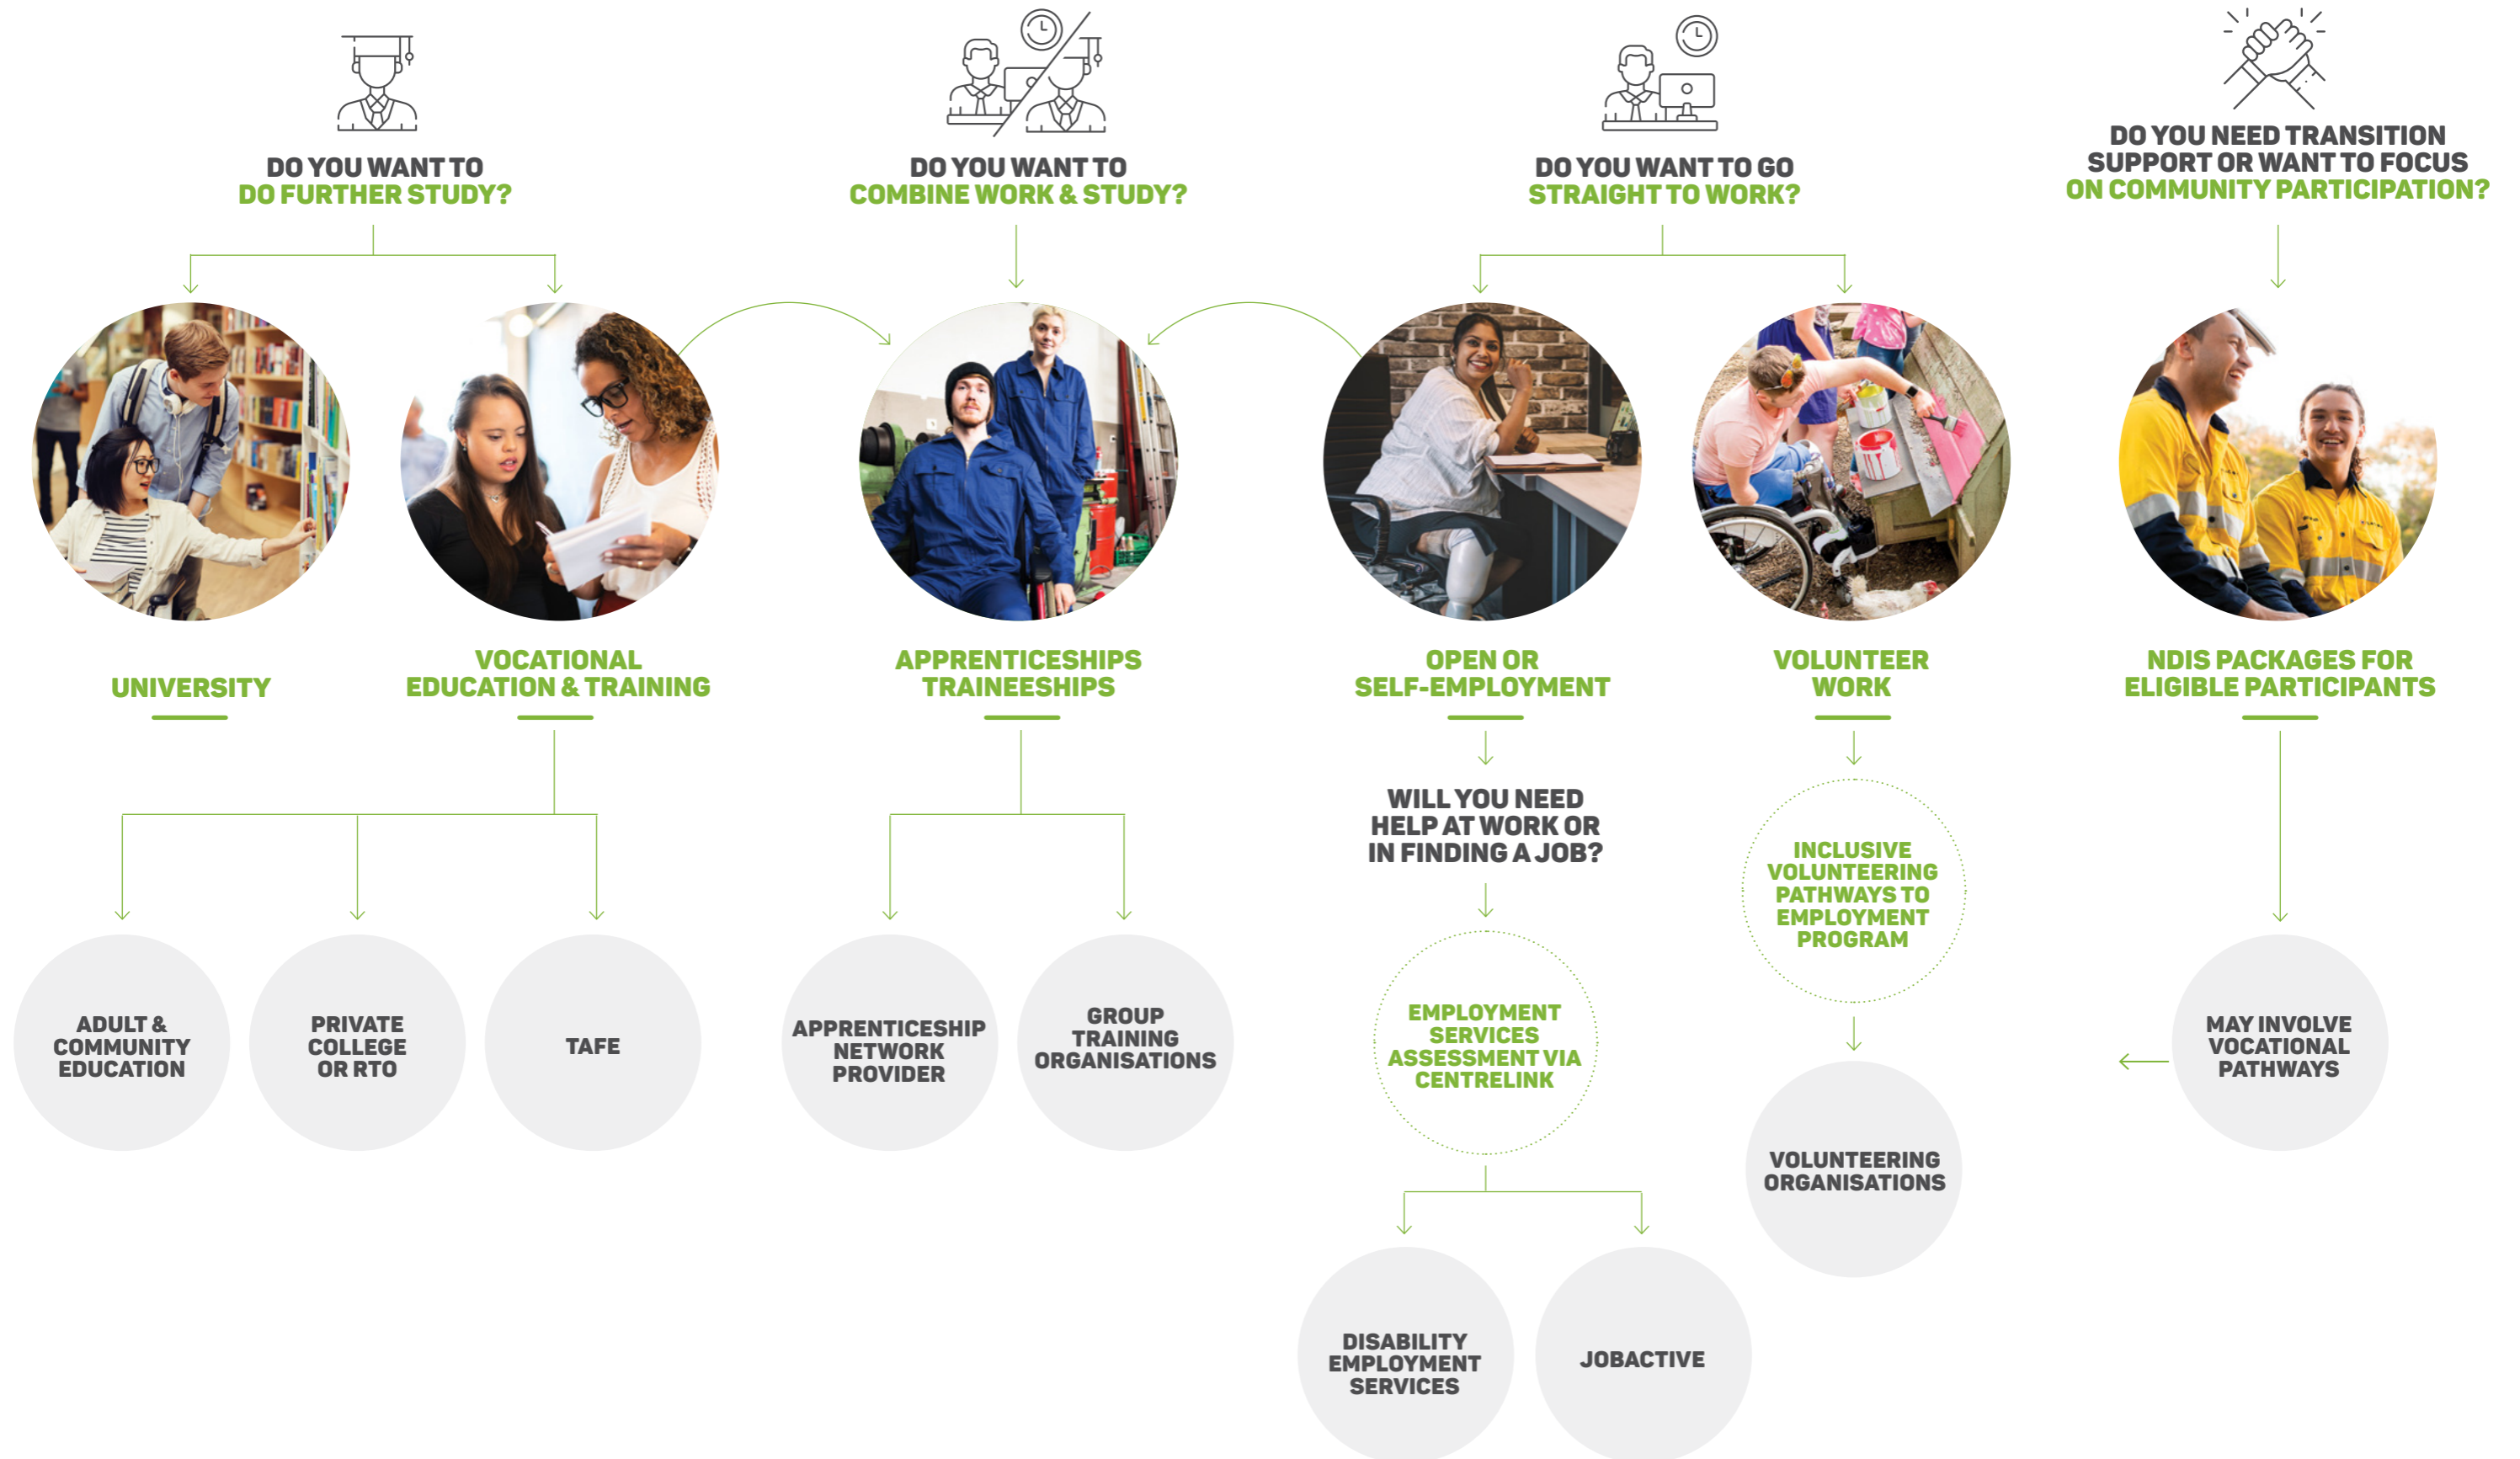 DO YOU WANT TO
DO FURTHER STUDY?
DO YOU WANT TO
COMBINE WORK & STUDY?
DO YOU WANT TO GO
STRAIGHT TO WORK?
DO YOU NEED TRANSITION
SUPPORT OR WANT TO FOCUS
ON COMMUNITY PARTICIPATION?
UNIVERSITY
VOCATIONAL
EDUCATION & TRAINING
APPRENTICESHIPS
TRAINEESHIPS
OPEN OR
SELF-EMPLOYMENT
VOLUNTEER
WORK
NDIS PACKAGES FOR
ELIGIBLE PARTICIPANTS
ADULT &
COMMUNITY
EDUCATION
PRIVATE
COLLEGE
OR RTO
TAFE
APPRENTICESHIP
NETWORK
PROVIDER
GROUP
TRAINING
ORGANISATIONS
WILL YOU NEED
HELP AT WORK OR
IN FINDING A JOB?
EMPLOYMENT
SERVICES
ASSESSMENT VIA
CENTRELINK
DISABILITY
EMPLOYMENT
SERVICES
JOBACTIVE
INCLUSIVE
VOLUNTEERING
PATHWAYS TO
EMPLOYMENT
PROGRAM
VOLUNTEERING
ORGANISATIONS
MAY INVOLVE
VOCATIONAL
PATHWAYS